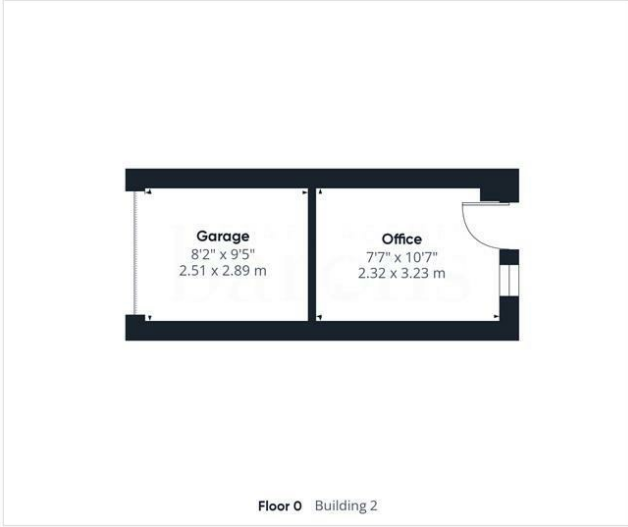 Garage
8'2" x 9'5"
2.51 x 2.89 m
Office
7'7" x 10'7"
2.32 x 3.23 m
Floor 0 Building 2